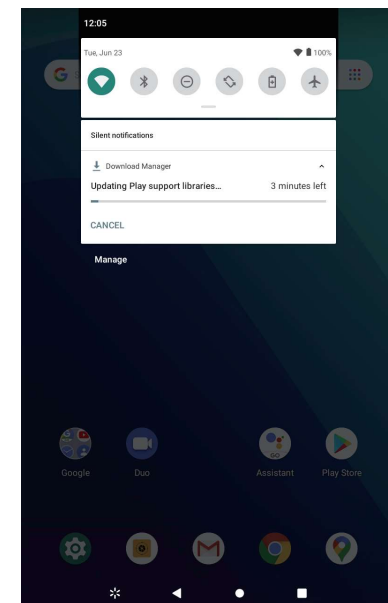 12:05
Tue, Jun 23
100%
G
Silent notifications
Download Manager
Updating Play support libraries... 3 minutes left
CANCEL
Manage
GO
Google Duo Assistant Play Store